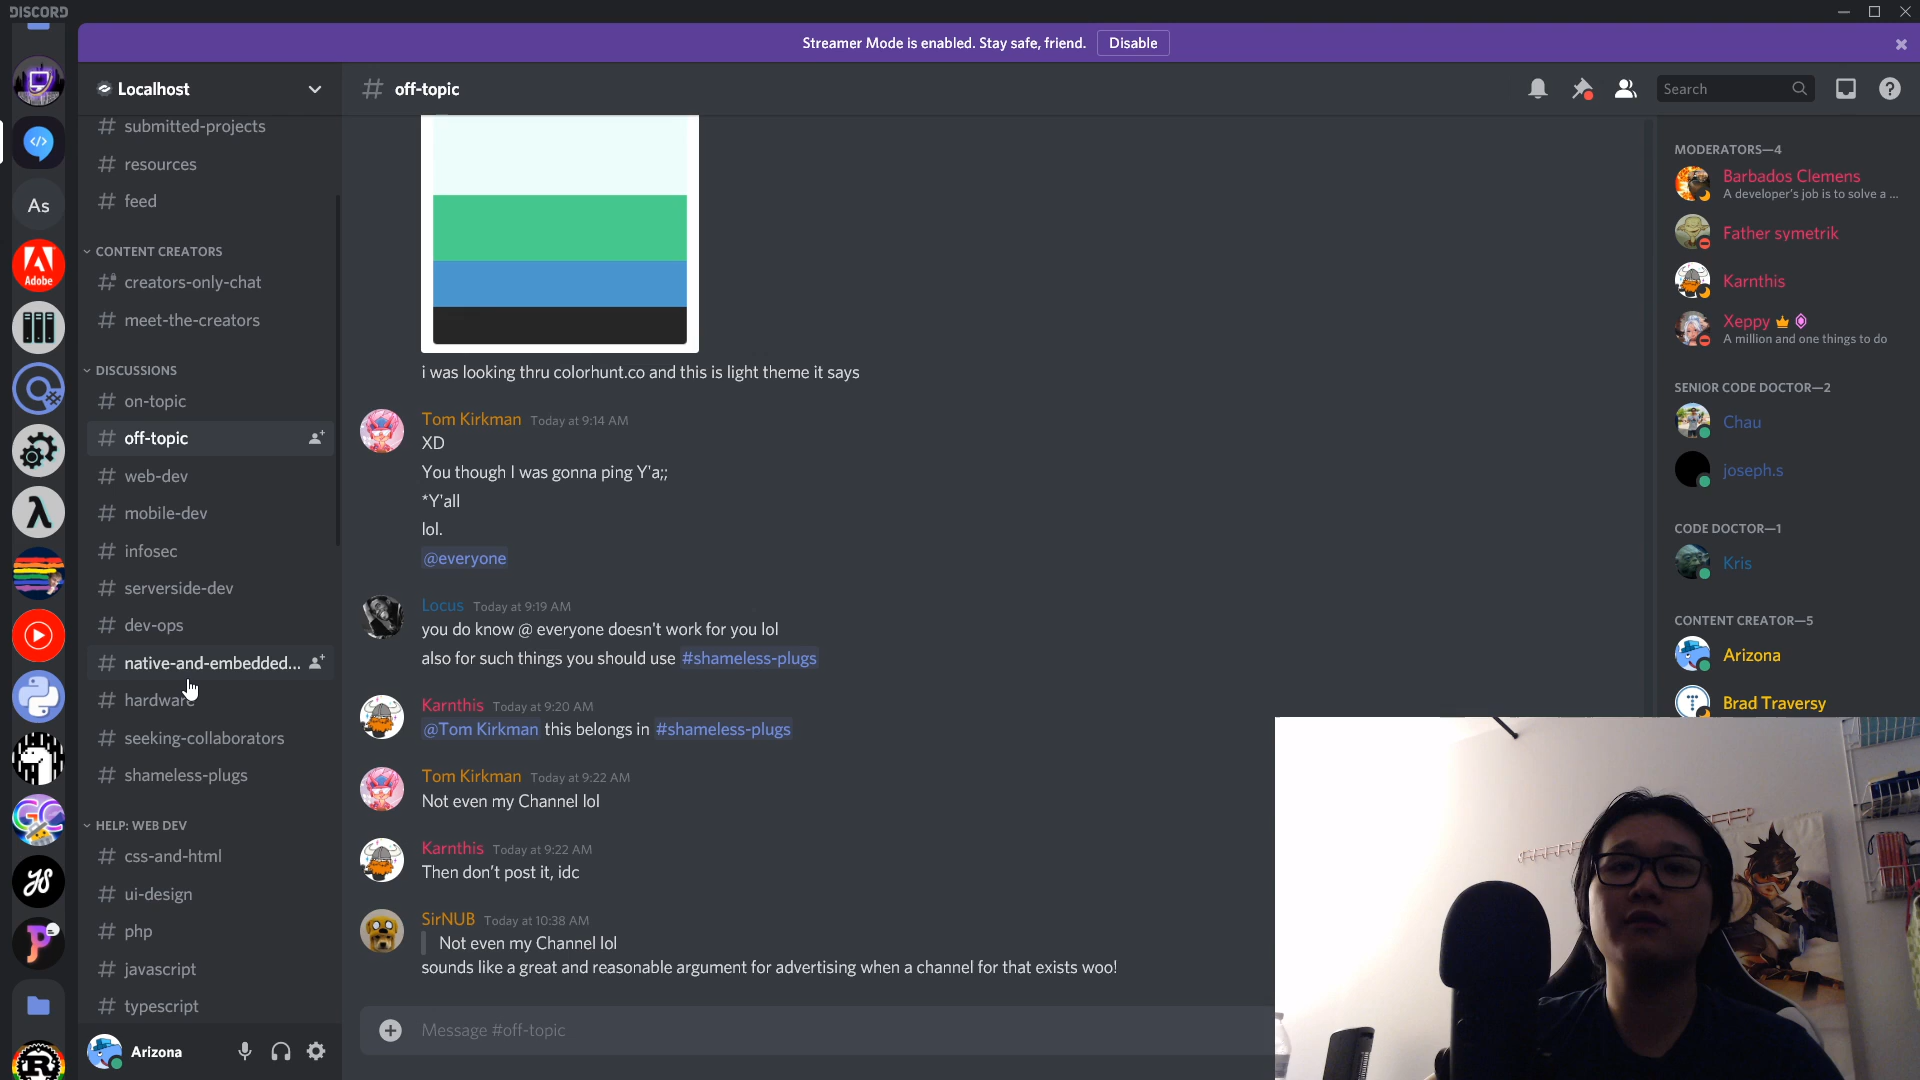 DISCORD
Streamer Mode is enabled. Stay safe, friend.
Disable
Localhost
# off-topic
Search
# submitted-projects
# resources
# feed
CONTENT CREATORS
# creators-only-chat
# meet-the-creators
DISCUSSIONS
# on-topic
# off-topic
# web-dev
# mobile-dev
# infosec
# serverside-dev
# dev-ops
# native-and-embedded...
# hardware
# seeking-collaborators
# shameless-plugs
HELP: WEB DEV
# css-and-html
# ui-design
# php
# javascript
# typescript
Arizona
As
Adobe
i was looking thru colorhunt.co and this is light theme it says
Tom Kirkman Today at 9:14 AM
XD
You though I was gonna ping Y'a;;
*Y'all
lol.
@everyone
Locus Today at 9:19 AM
you do know @ everyone doesn't work for you lol
also for such things you should use #shameless-plugs
Karnthis Today at 9:20 AM
@Tom Kirkman this belongs in #shameless-plugs
Tom Kirkman Today at 9:22 AM
Not even my Channel lol
Karnthis Today at 9:22 AM
Then don't post it, idc
SirNUB Today at 10:38 AM
Not even my Channel lol
sounds like a great and reasonable argument for advertising when a channel for that exists woo!
Message #off-topic
MODERATORS—4
Barbados Clemens
A developer's job is to solve a ...
Father symetrik
Karnthis
Xeppy
A million and one things to do
SENIOR CODE DOCTOR—2
Chau
joseph.s
CODE DOCTOR—1
Kris
CONTENT CREATOR—5
Arizona
Brad Traversy